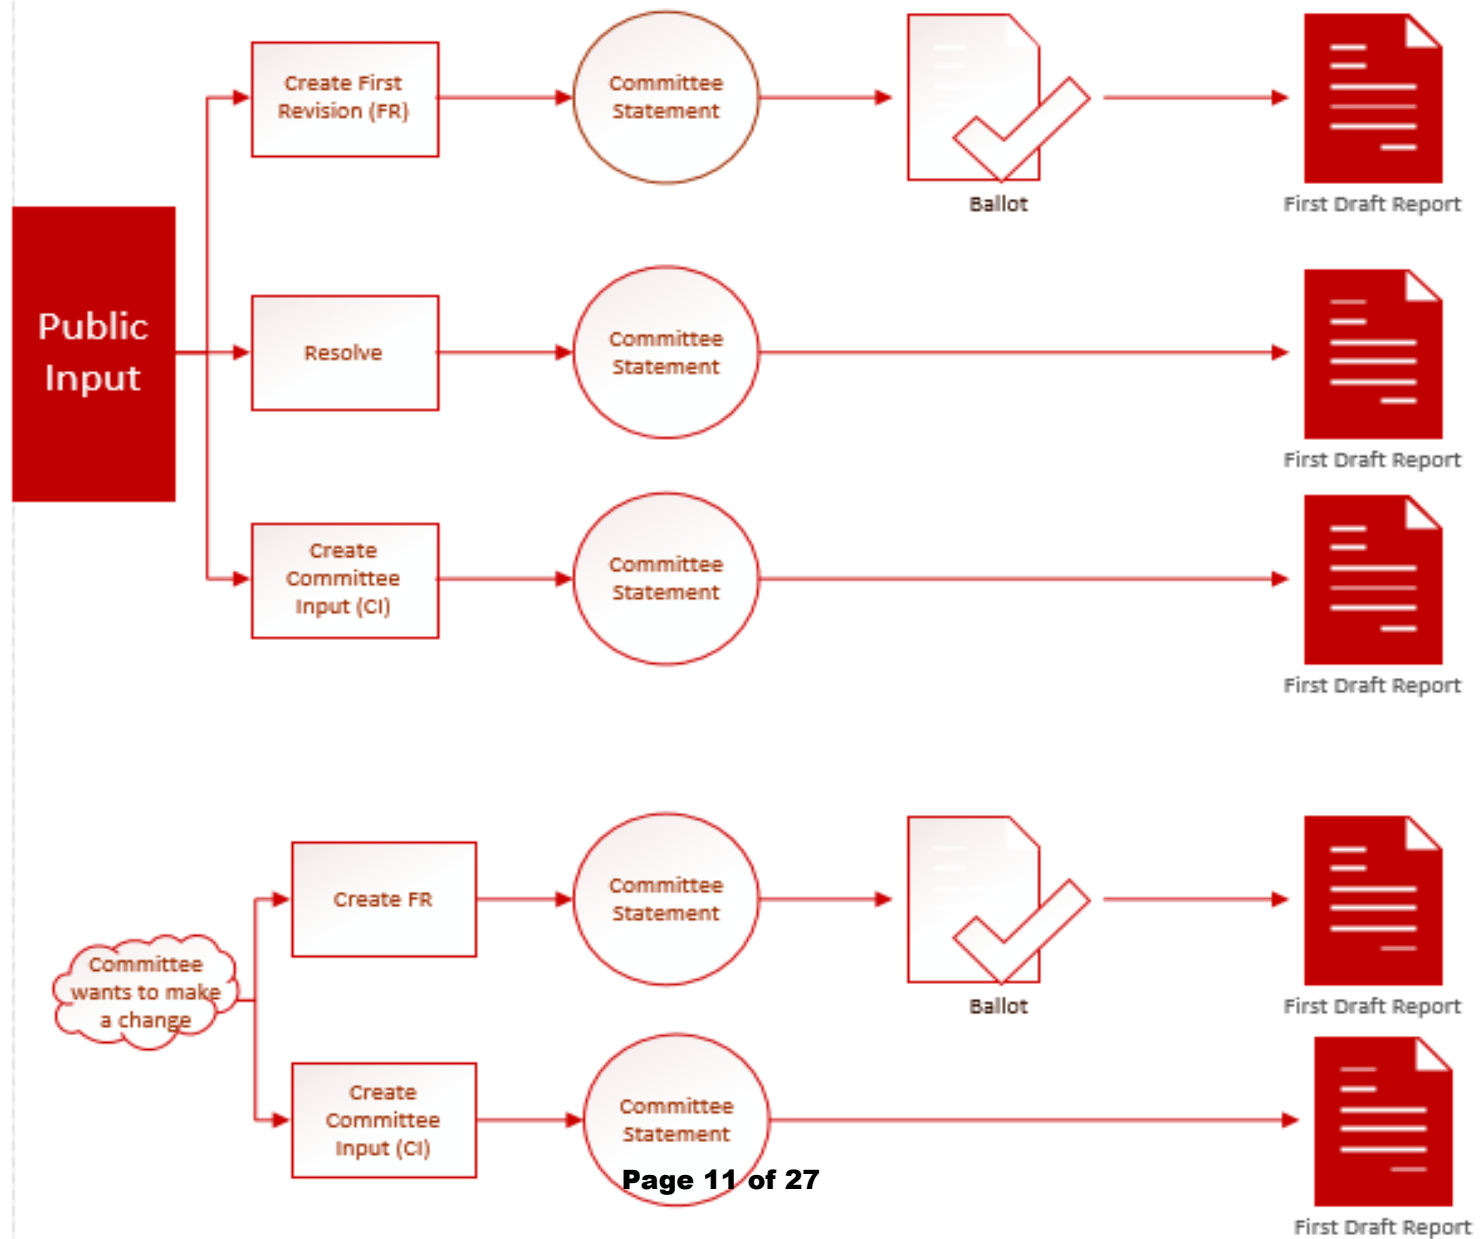 Create First
Revision (FR)
Committee
Statement
Ballot
First Draft Report
Public
Input
Resolve
Committee
Statement
First Draft Report
Create
Committee
Input (CI)
Committee
Statement
First Draft Report
Committee
wants to make
a change
Create FR
Committee
Statement
Ballot
First Draft Report
Create
Committee
Input (CI)
Committee
Statement
Page 11 of 27
First Draft Report